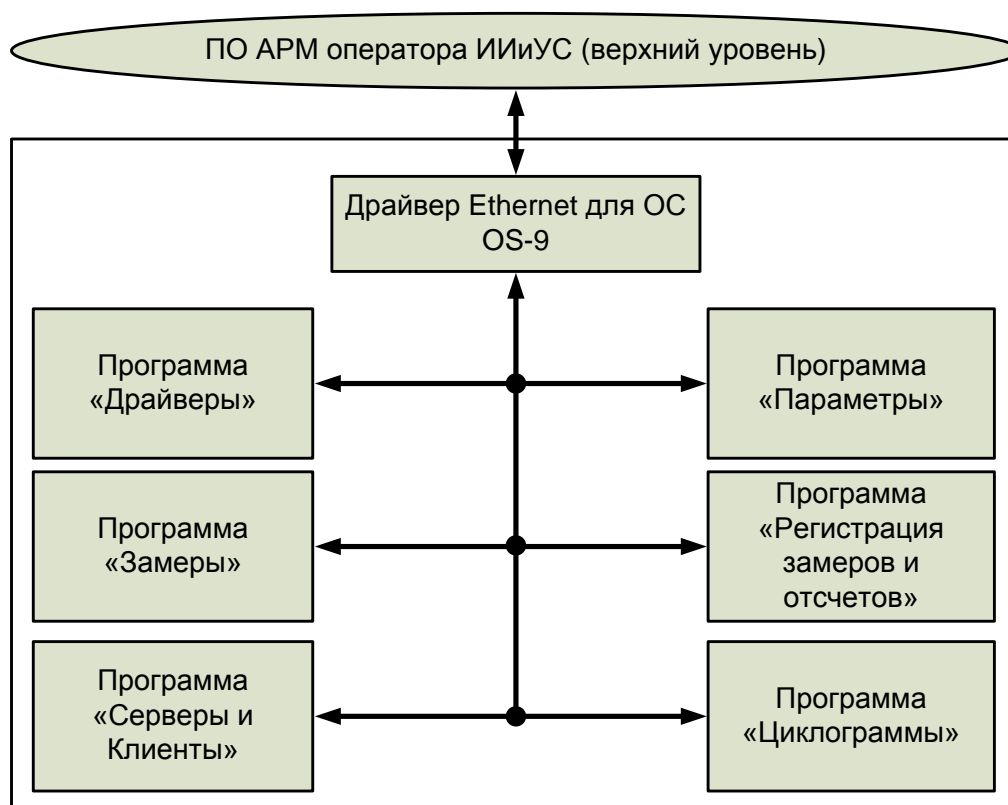 ПО АРМ оператора ИИиУС (верхний уровень)
Драйвер Ethernet для ОС
OS-9
Программа
«Драйверы»
Программа
«Параметры»
Программа
«Замеры»
Программа
«Регистрация
замеров и
отсчетов»
Программа
«Серверы и
Клиенты»
Программа
«Циклограммы»